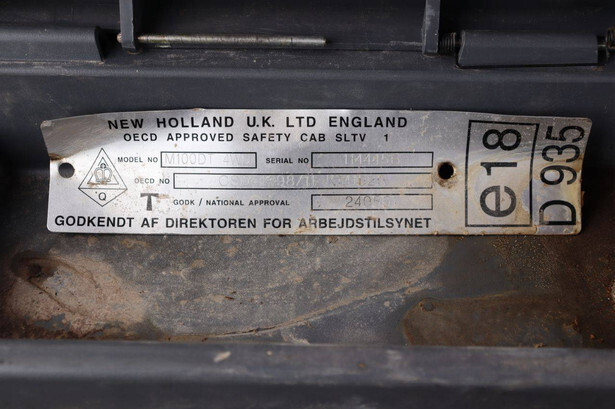 NEW HOLLAND U.K. LTD ENGLAND
OECD APPROVED SAFETY CAB SLTV 1
MODEL NO M100DT SERIAL NO
OECD NO
Q
T GODK / NATIONAL APPROVAL
GODKENDT AF DIREKTOREN FOR ARBEJDSTILSYNET
e18
D 935